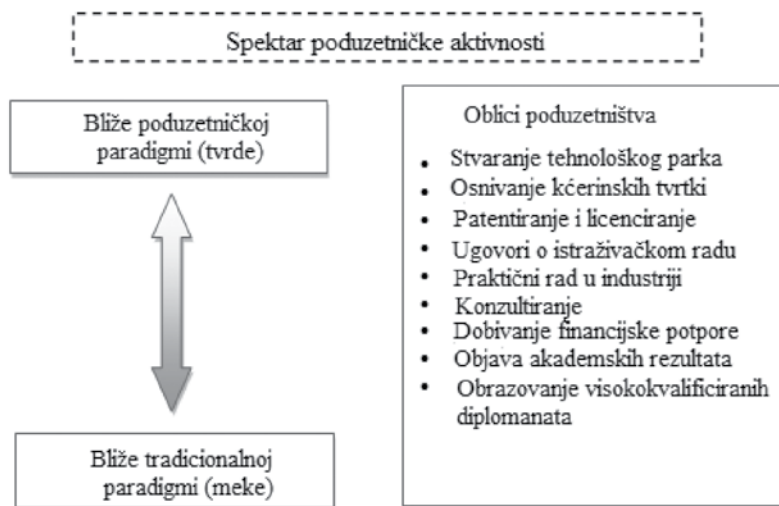 Spektar poduzetničke aktivnosti
Bliže poduzetničkoj
paradigmi (tvrde)
Bliže tradicionalnoj
paradigmi (meke)
Oblici poduzetništva
• Stvaranje tehnološkog parka
• Osnivanje kćerinskih tvrtki
• Patentiranje i licenciranje
• Ugovori o istraživačkom radu
• Praktični rad u industriji
• Konzultiranje
• Dobivanje financijske potpore
• Objava akademskih rezultata
• Obrazovanje visokokvalificiranih
diplomanata